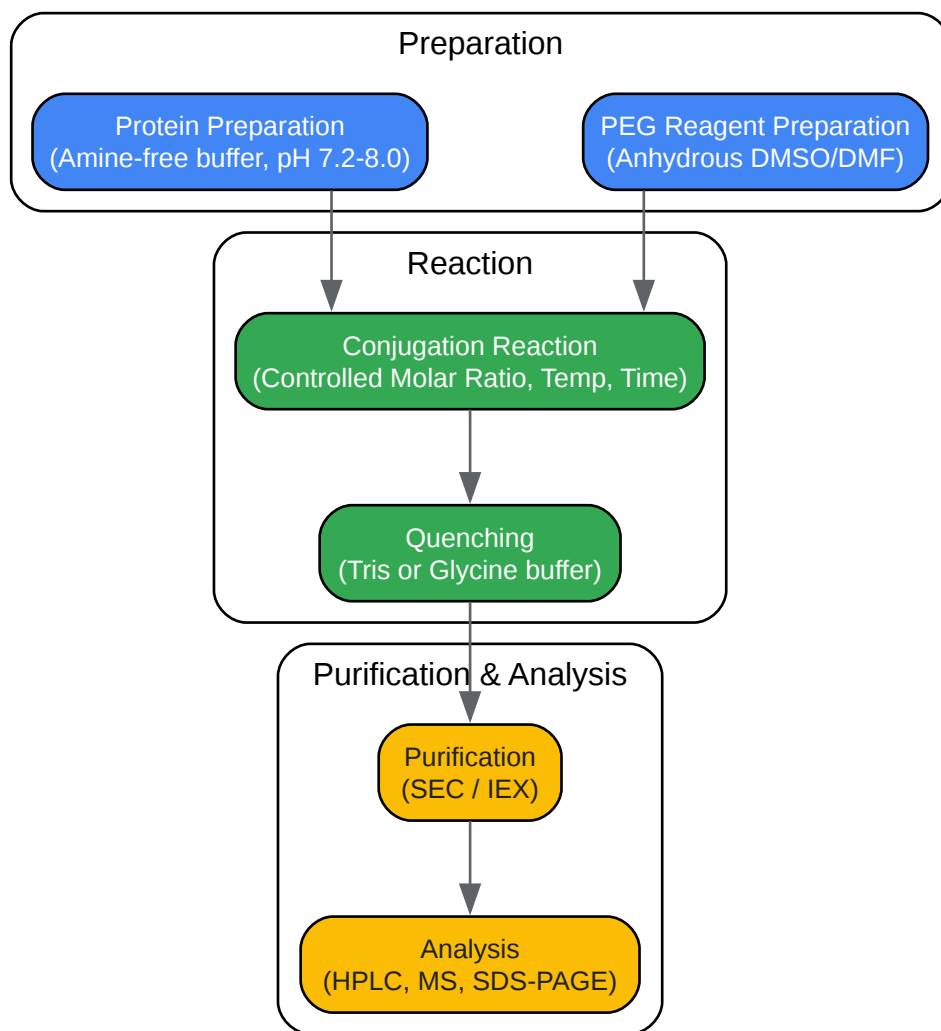 Preparation
Protein Preparation
(Amine-free buffer, pH 7.2-8.0)
PEG Reagent Preparation
(Anhydrous DMSO/DMF)
Reaction
Conjugation Reaction
(Controlled Molar Ratio, Temp, Time)
Quenching
(Tris or Glycine buffer)
Purification & Analysis
Purification
(SEC / IEX)
Analysis
(HPLC, MS, SDS-PAGE)